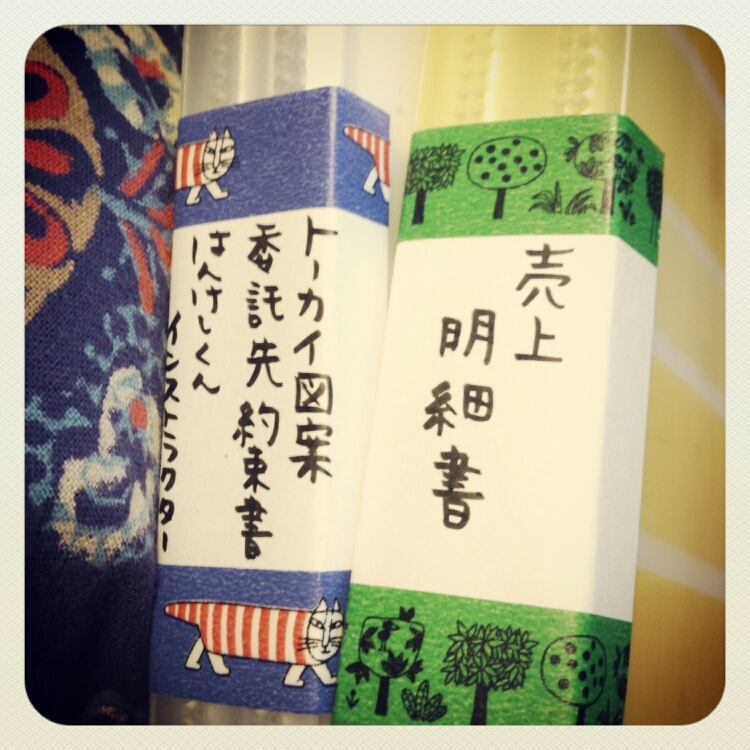 トーカイ図案
委託先約束書
はんけしくん
インストラクター
売上
明細書